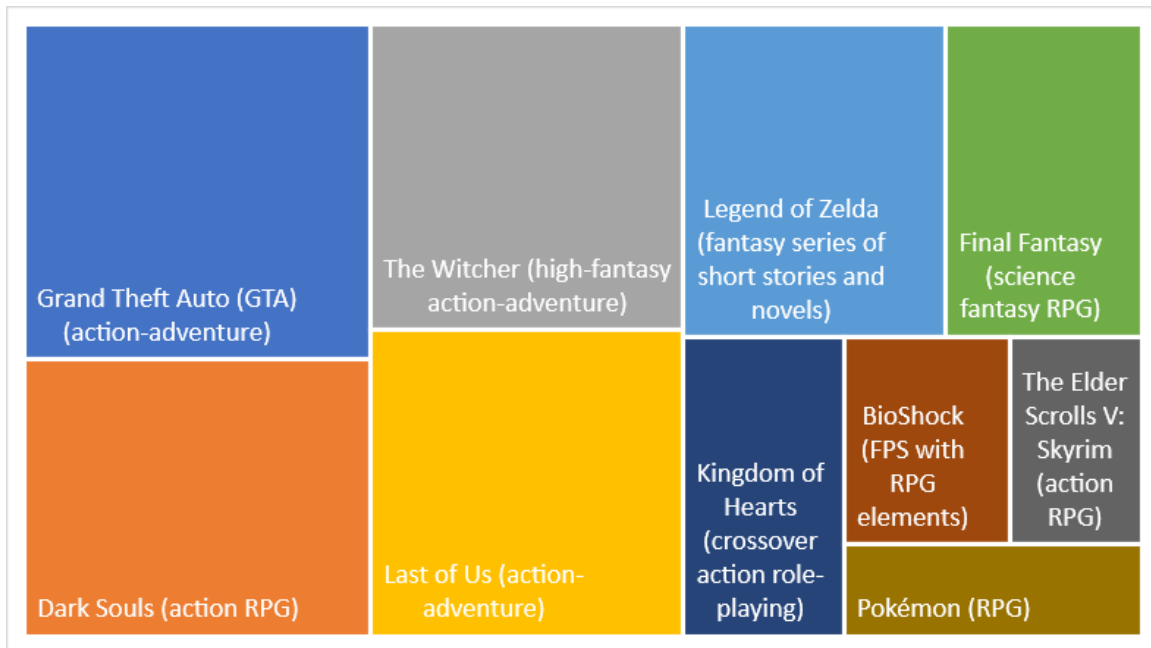 Grand Theft Auto (GTA)
(action-adventure)
Dark Souls (action RPG)
The Witcher (high-fantasy
action-adventure)
Last of Us (action-
adventure)
Legend of Zelda
(fantasy series of
short stories and
novels)
Final Fantasy
(science
fantasy RPG)
Kingdom of
Hearts
(crossover
action role-
playing)
BioShock
(FPS with
RPG
elements)
The Elder
Scrolls V:
Skyrim
(action
RPG)
Pokémon (RPG)